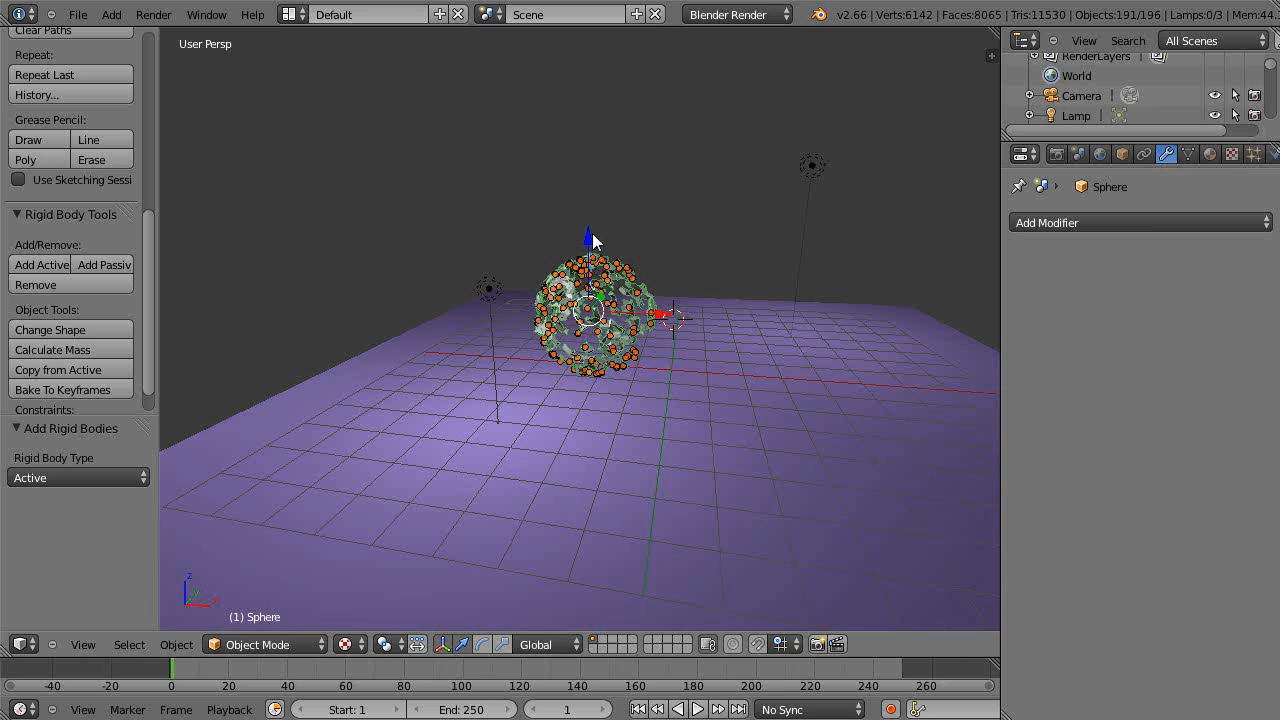 File Add Render Window Help Default Scene Blender Render v2.66 | Verts:6142 | Faces:8065 | Tris:11530 | Objects:191/196 | Lamps:0/3 | Mem:44.
Clear Paths
Repeat:
Repeat Last
History...
Grease Pencil:
Draw Line
Poly Erase
Use Sketching Sessi
Rigid Body Tools
Add/Remove:
Add Active Add Passiv
Remove
Object Tools:
Change Shape
Calculate Mass
Copy from Active
Bake To Keyframes
Constraints:
Add Rigid Bodies
Rigid Body Type
Active
User Persp
z
x
(1) Sphere
View Select Object Object Mode Global
View Search All Scenes
RenderLayers |
World
Camera |
Lamp |
Sphere
Add Modifier
-40 -20 0 20 40 60 80 100 120 140 160 180 200 220 240 260
View Marker Frame Playback Start: 1 End: 250 1 No Sync